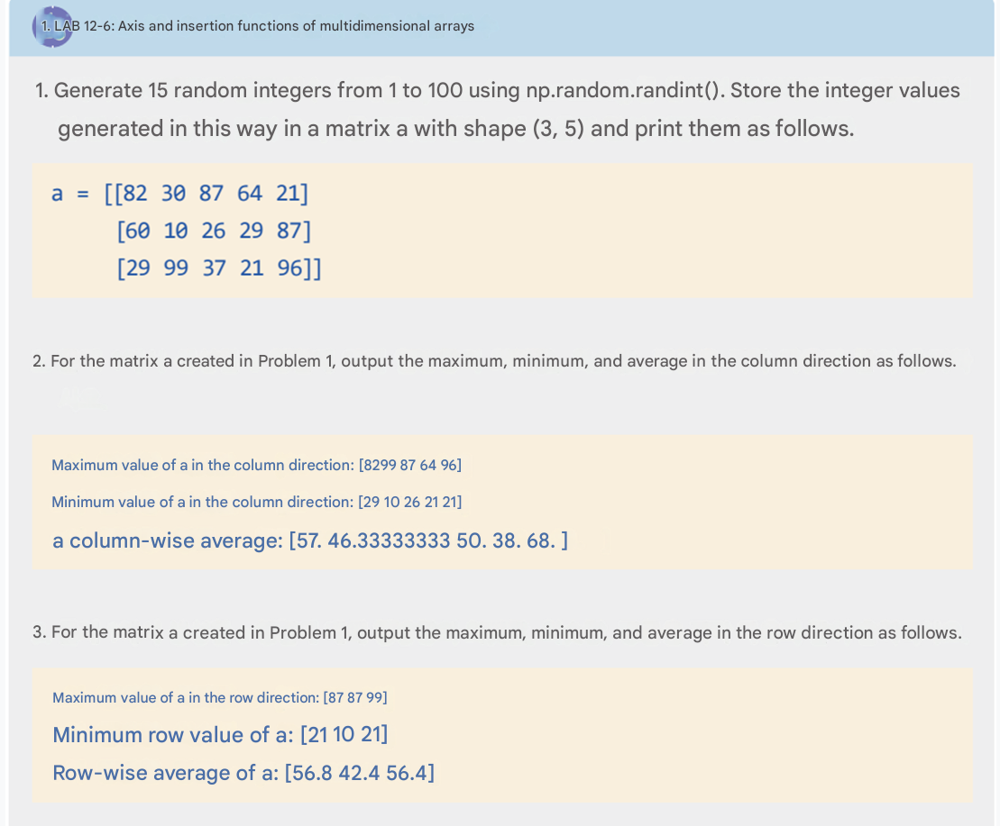 1. LAB 12-6: Axis and insertion functions of multidimensional arrays
1. Generate 15 random integers from 1 to 100 using np.random.randint(). Store the integer values
generated in this way in a matrix a with shape (3, 5) and print them as follows.
a = [[82 30 87 64 21]
[60 10 26 29 87]
[29 99 37 21 96]]
2. For the matrix a created in Problem 1, output the maximum, minimum, and average in the column direction as follows.
Maximum value of a in the column direction: [8299 87 64 96]
Minimum value of a in the column direction: [29 10 26 21 21]
a column-wise average: [57. 46.33333333 50. 38. 68. ]
3. For the matrix a created in Problem 1, output the maximum, minimum, and average in the row direction as follows.
Maximum value of a in the row direction: [87 87 99]
Minimum row value of a: [21 10 21]
Row-wise average of a: [56.8 42.4 56.4]